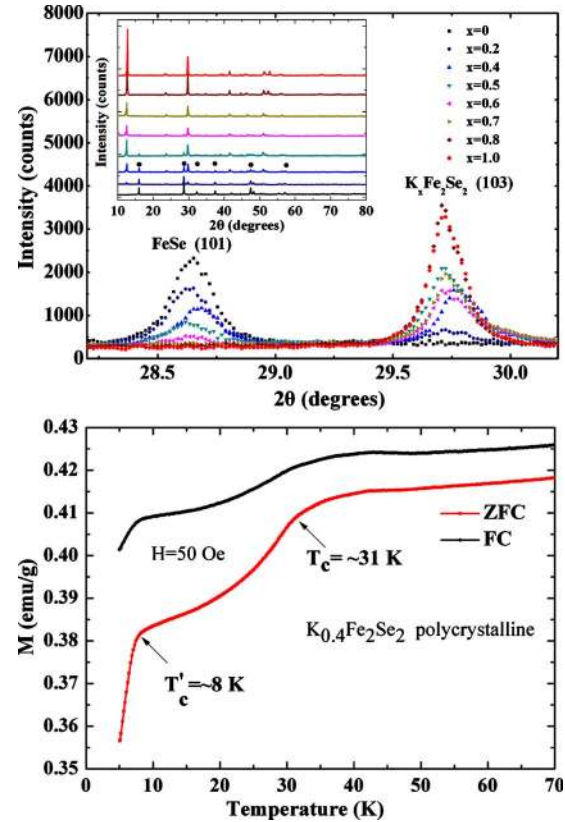 8000
7000
6000
5000
4000
3000
2000
1000
0
Intensity (counts)
Intensity (counts)
10 20 30 40 50 60 70 80
2θ (degrees)
x=0
x=0.2
x=0.4
x=0.5
x=0.6
x=0.7
x=0.8
x=1.0
FeSe (101)
KₓFe₂Se₂ (103)
28.5 29.0 29.5 30.0
2θ (degrees)
0.43
0.42
0.41
0.40
0.39
0.38
0.37
0.36
0.35
M (emu/g)
ZFC
FC
H=50 Oe
T_c=~31 K
K₀.₄Fe₂Se₂ polycrystalline
T'_c=~8 K
0 10 20 30 40 50 60 70
Temperature (K)